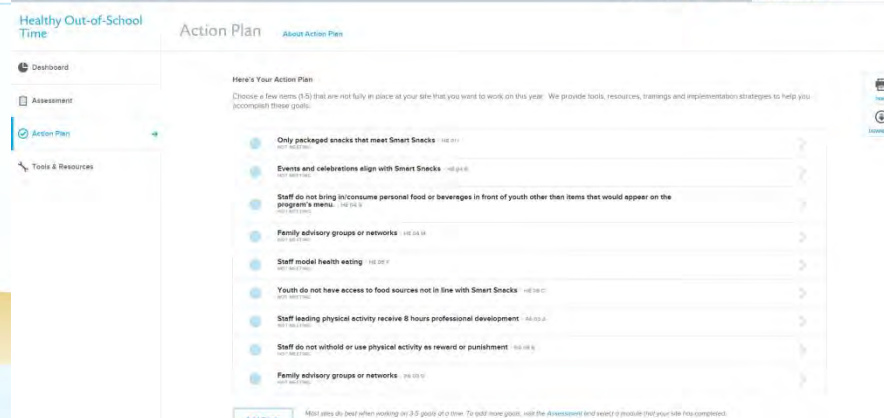 Healthy Out-of-School
Time
Action Plan
About Action Plan
Dashboard
Assessment
Action Plan
Tools & Resources
Here's Your Action Plan
Choose a few items (1-5) that are not fully in place at your site that you want to work on this year. We provide tools, resources, trainings and implementation strategies to help you
accomplish these goals.
Only packaged snacks that meet Smart Snacks
NOT MEETING
Events and celebrations align with Smart Snacks
NOT MEETING
Staff do not bring in/consume personal food or beverages in front of youth other than items that would appear on the
program's menu.
NOT MEETING
Family advisory groups or networks
NOT MEETING
Staff model health eating
NOT MEETING
Youth do not have access to food sources not in line with Smart Snacks
NOT MEETING
Staff leading physical activity receive 8 hours professional development
NOT MEETING
Staff do not withold or use physical activity as reward or punishment
NOT MEETING
Family advisory groups or networks
NOT MEETING
Most sites do best when working on 3-5 goals at a time. To add more goals, visit the Assessment and select a module that your site has completed.